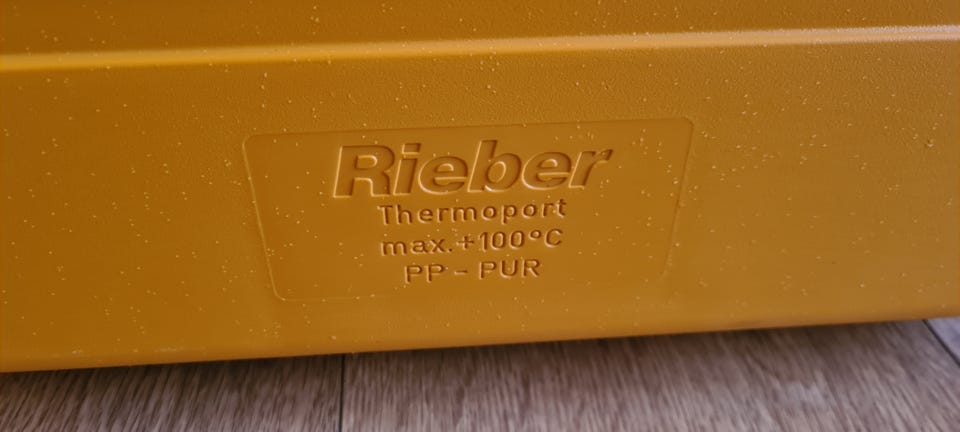 Rieber
Thermoport
max.+100°C
PP - PUR